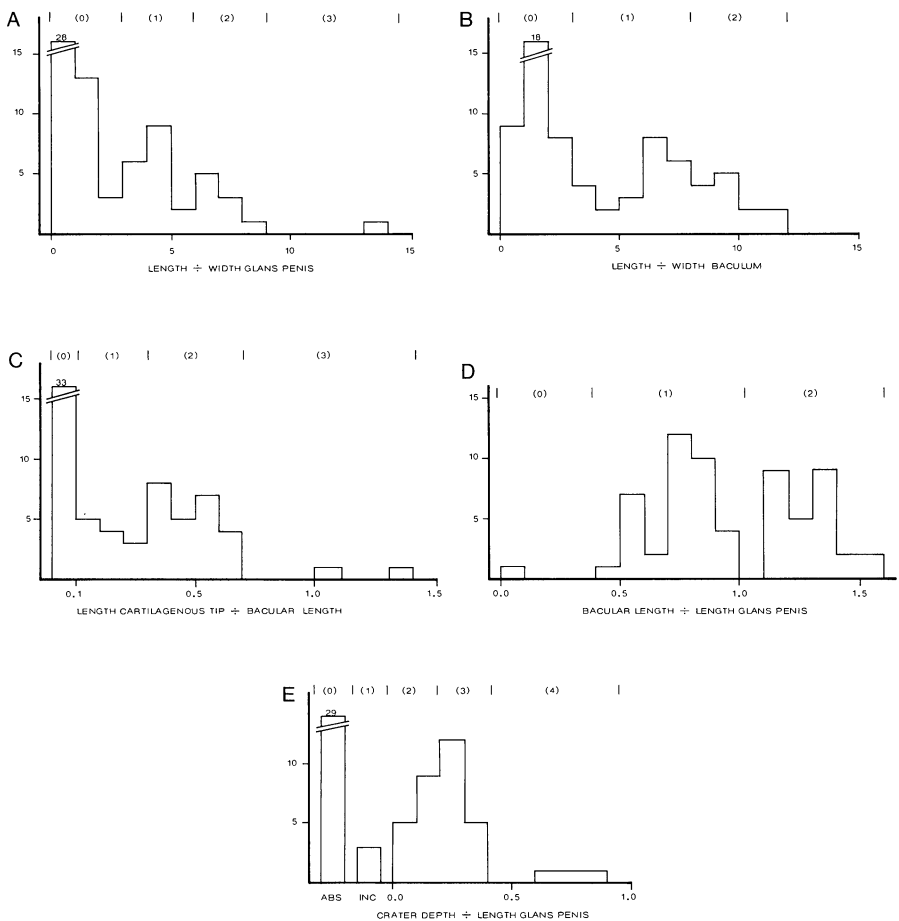 A
(0) (1) (2) (3)
28
15
10
5
0 5 10 15
LENGTH ÷ WIDTH GLANS PENIS
B
(0) (1) (2)
18
15
10
5
0 5 10 15
LENGTH ÷ WIDTH BACULUM
C
(0) (1) (2) (3)
33
15
10
5
0.1 0.5 1.0 1.5
LENGTH CARTILAGENOUS TIP ÷ BACULAR LENGTH
D
(0) (1) (2)
15
10
5
0.0 0.5 1.0 1.5
BACULAR LENGTH ÷ LENGTH GLANS PENIS
E
(0) (1) (2) (3) (4)
29
10
5
ABS INC 0.0 0.5 1.0
CRATER DEPTH ÷ LENGTH GLANS PENIS